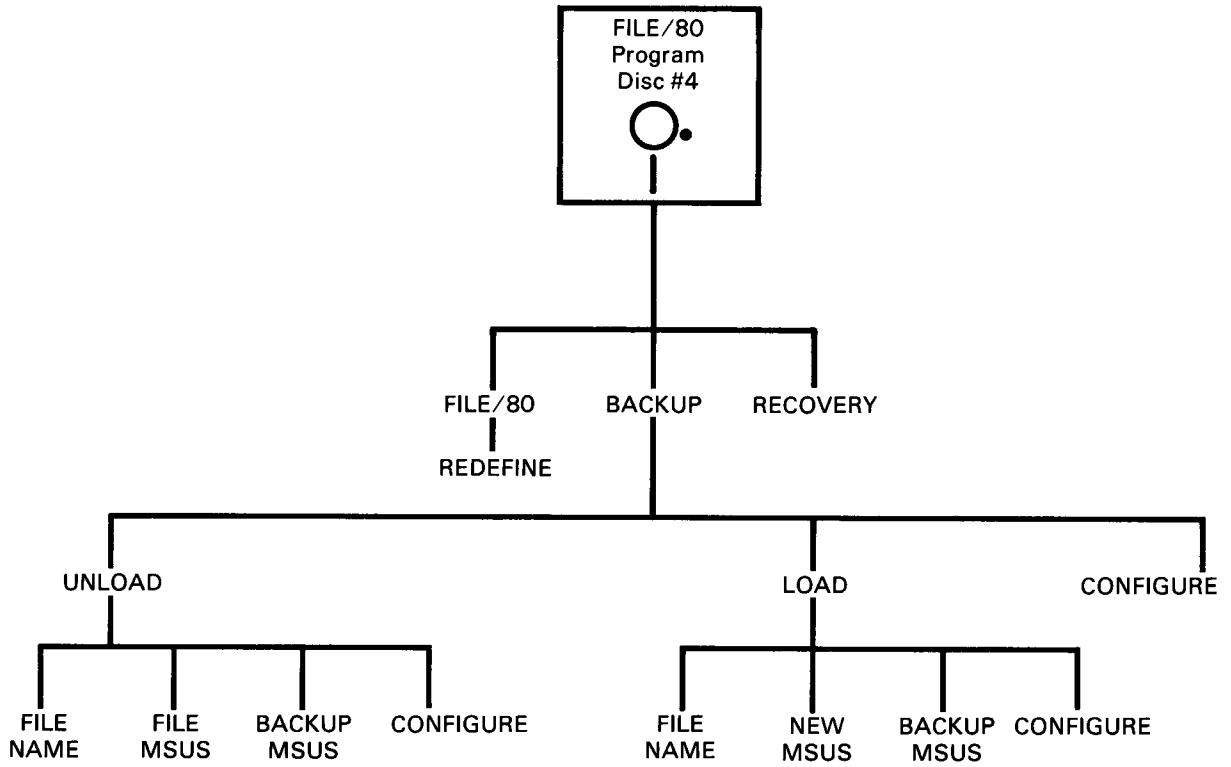 FILE/80
Program
Disc #4
FILE/80
BACKUP
RECOVERY
REDEFINE
UNLOAD
LOAD
CONFIGURE
FILE
NAME
FILE
MSUS
BACKUP
MSUS
CONFIGURE
FILE
NAME
NEW
MSUS
BACKUP
MSUS
CONFIGURE